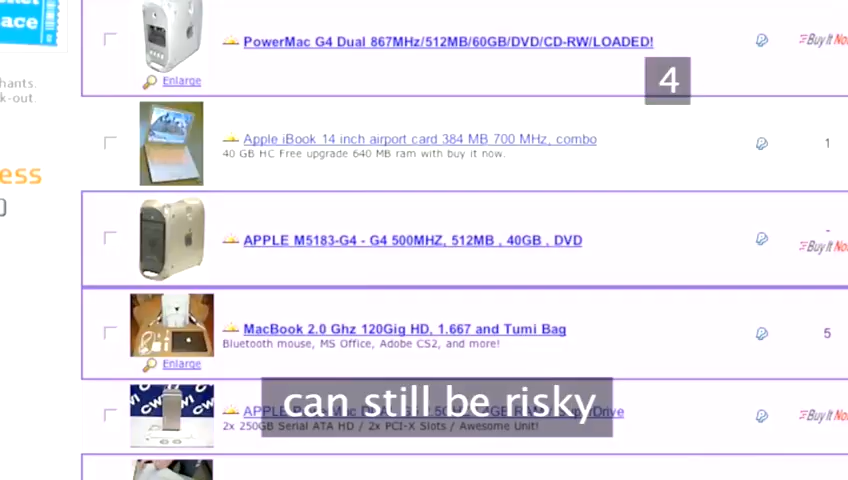 ace
PowerMac G4 Dual 867MHz/512MB/60GB/DVD/CD-RW/LOADED!
Buy It
Enlarge
4
hants.
k-out.
Apple iBook 14 inch airport card 384 MB 700 MHz, combo
40 GB HC Free upgrade 640 MB ram with buy it now.
1
ess
APPLE M5183-G4 - G4 500MHZ, 512MB , 40GB , DVD
-
Buy It
MacBook 2.0 Ghz 120Gig HD, 1.667 and Tumi Bag
Bluetooth mouse, MS Office, Adobe CS2, and more!
5
Enlarge
can still be risky
APPLE
2x 250GB Serial ATA HD / 2x PCI-X Slots / Awesome Unit!
Buy It